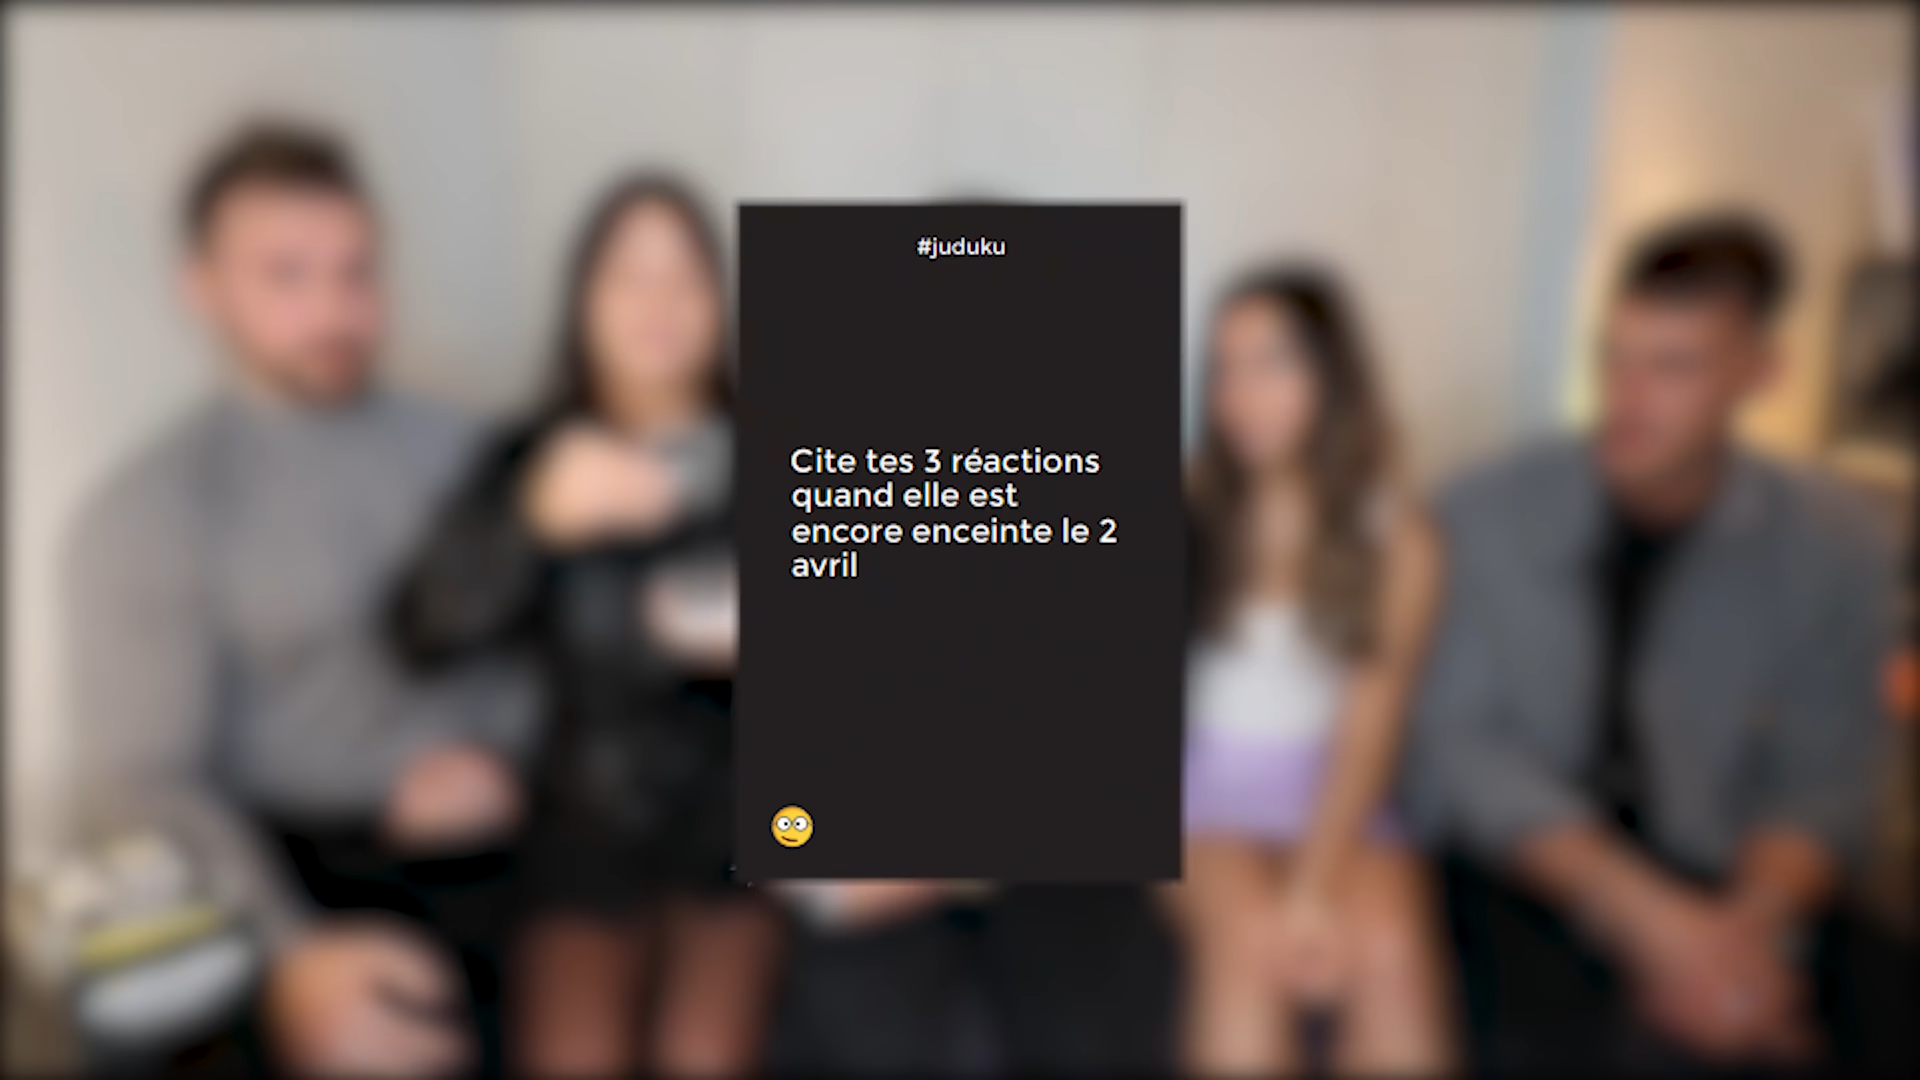 #juduku
Cite tes 3 réactions
quand elle est
encore enceinte le 2
avril